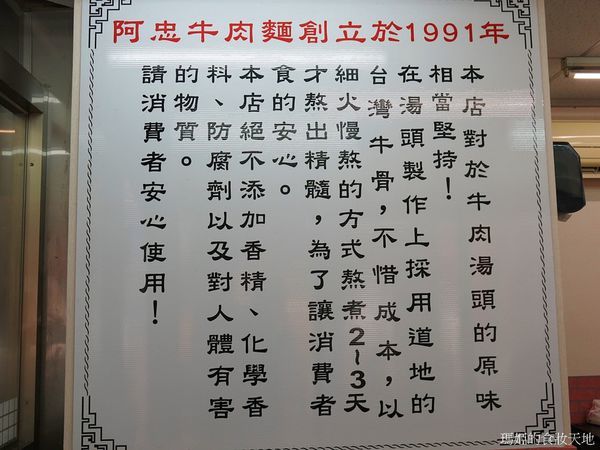 阿忠牛肉麵創立於1991年
本店對於牛肉湯頭的原味
相當堅持！
在湯頭製作上採用道地的
台灣牛骨，不惜成本，以
細火慢熬的方式熬煮2~3天
才熬出精髓，為了讓消費者
食的安心。
本店絕不添加香精、化學香
料、防腐劑以及對人體有害
的物質。
請消費者安心使用！
瑪姬的食妝天地